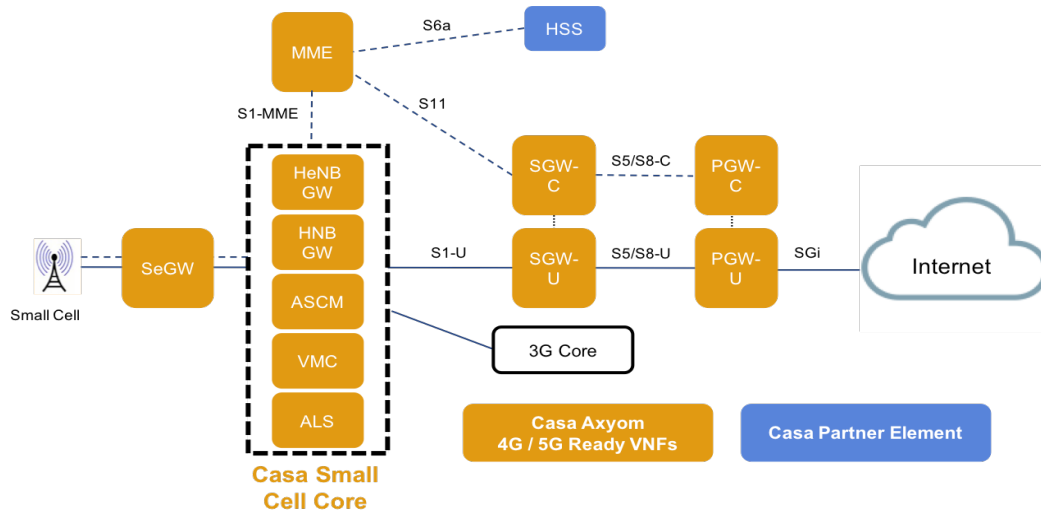 S6a
HSS
MME
S11
S1-MME
HeNB
GW
SGW-
C
S5/S8-C
PGW-
C
HNB
GW
SeGW
S1-U
SGW-
U
S5/S8-U
PGW-
U
SGi
Internet
Small Cell
ASCM
3G Core
VMC
ALS
Casa Axyom
4G / 5G Ready VNFs
Casa Partner Element
Casa Small
Cell Core